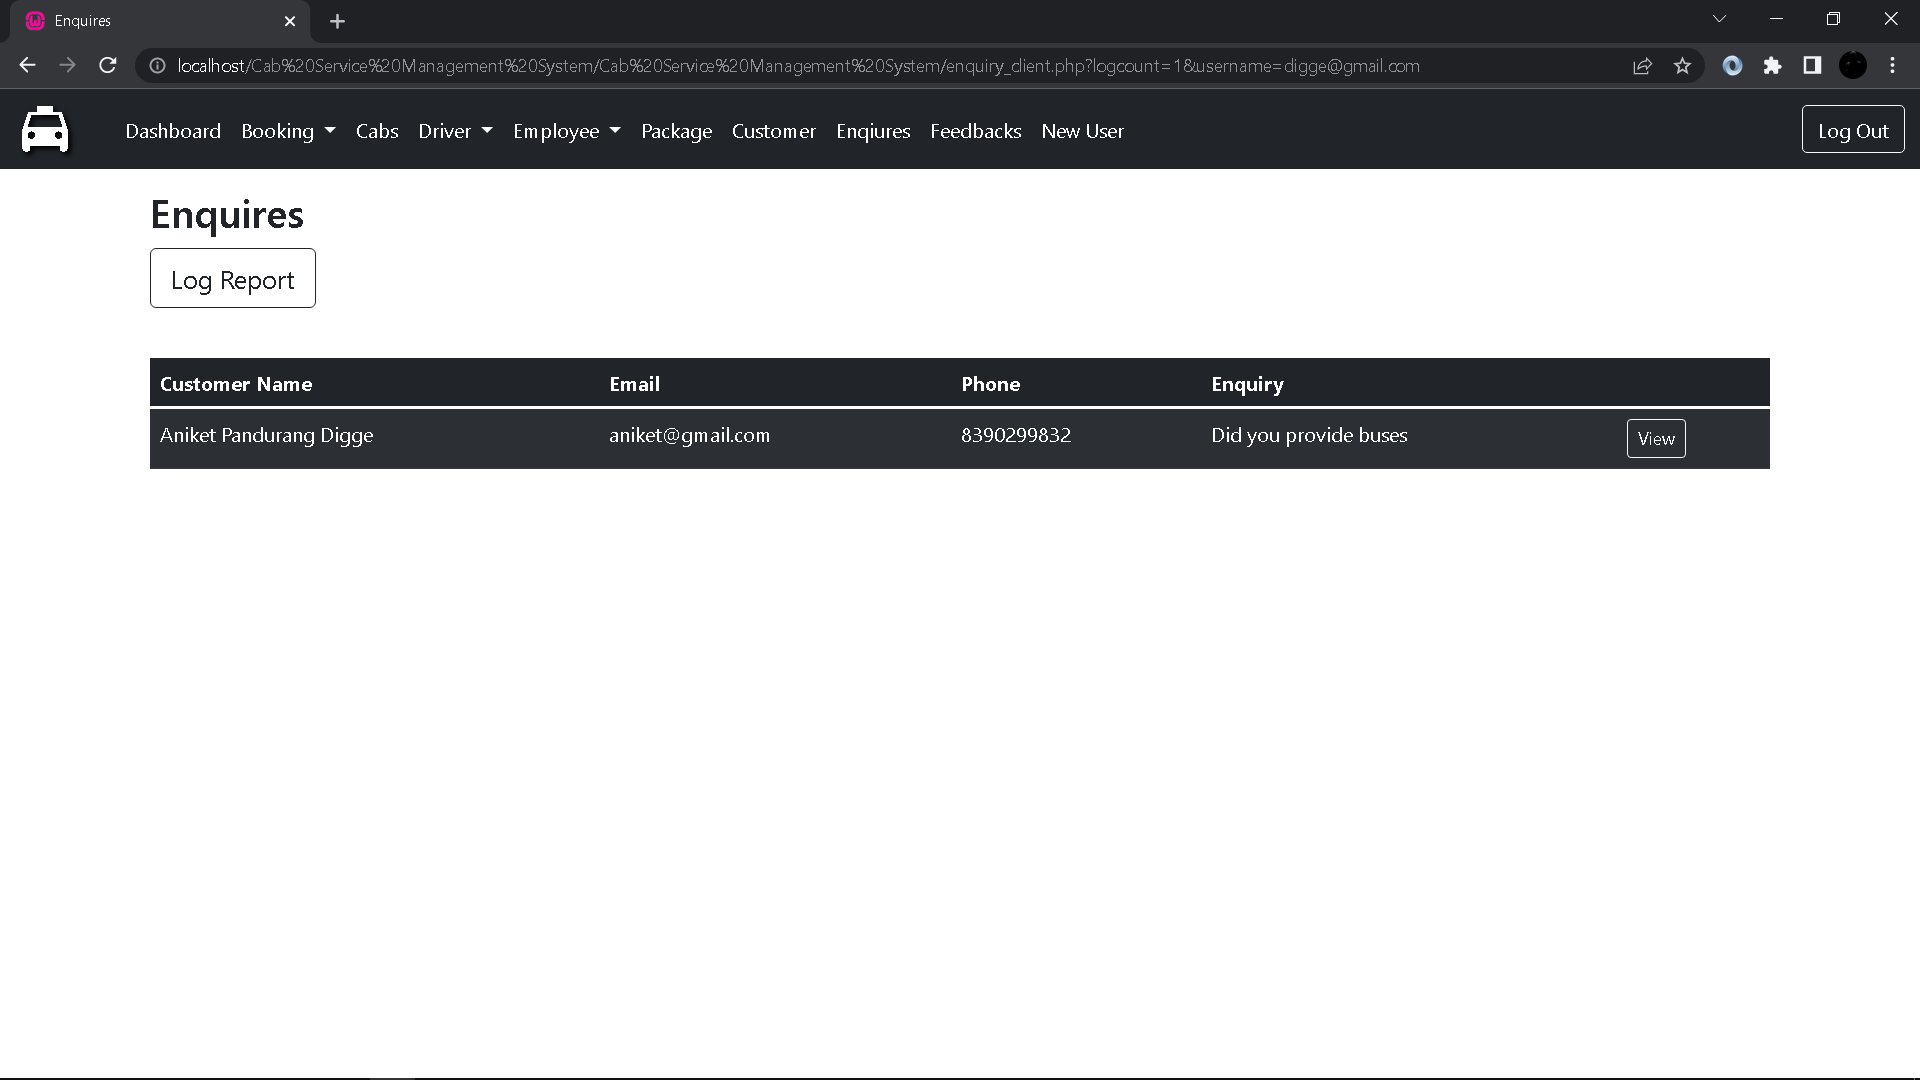 Enquires
localhost/Cab%20Service%20Management%20System/Cab%20Service%20Management%20System/enquiry_client.php?logcount=1&username=digge@gmail.com
Dashboard Booking Cabs Driver Employee Package Customer Enqiures Feedbacks New User Log Out
Enquires
Log Report
Customer Name Email Phone Enquiry
Aniket Pandurang Digge aniket@gmail.com 8390299832 Did you provide buses View